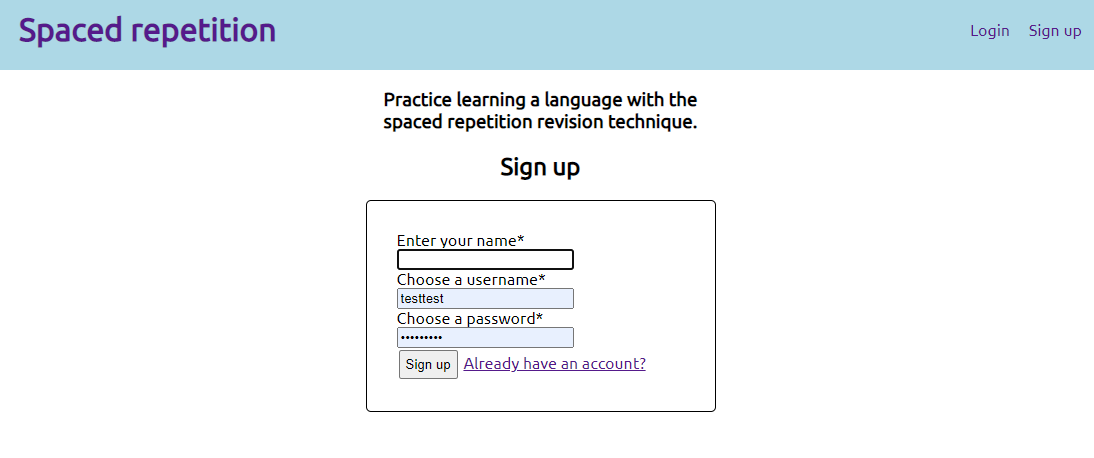 Spaced repetition
Login Sign up
Practice learning a language with the
spaced repetition revision technique.
Sign up
Enter your name*
Choose a username*
testtest
Choose a password*
•••••••••
Sign up Already have an account?